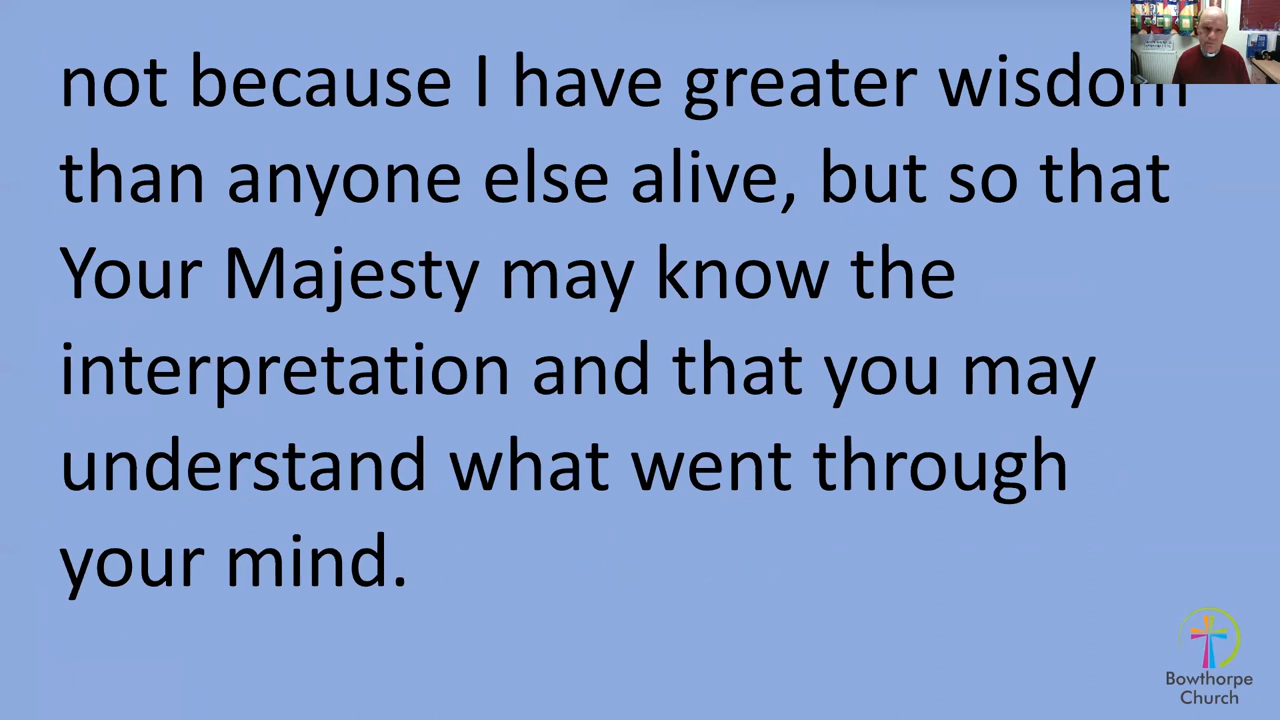 not because I have greater wisdom
than anyone else alive, but so that
Your Majesty may know the
interpretation and that you may
understand what went through
your mind.
Bowthorpe
Church